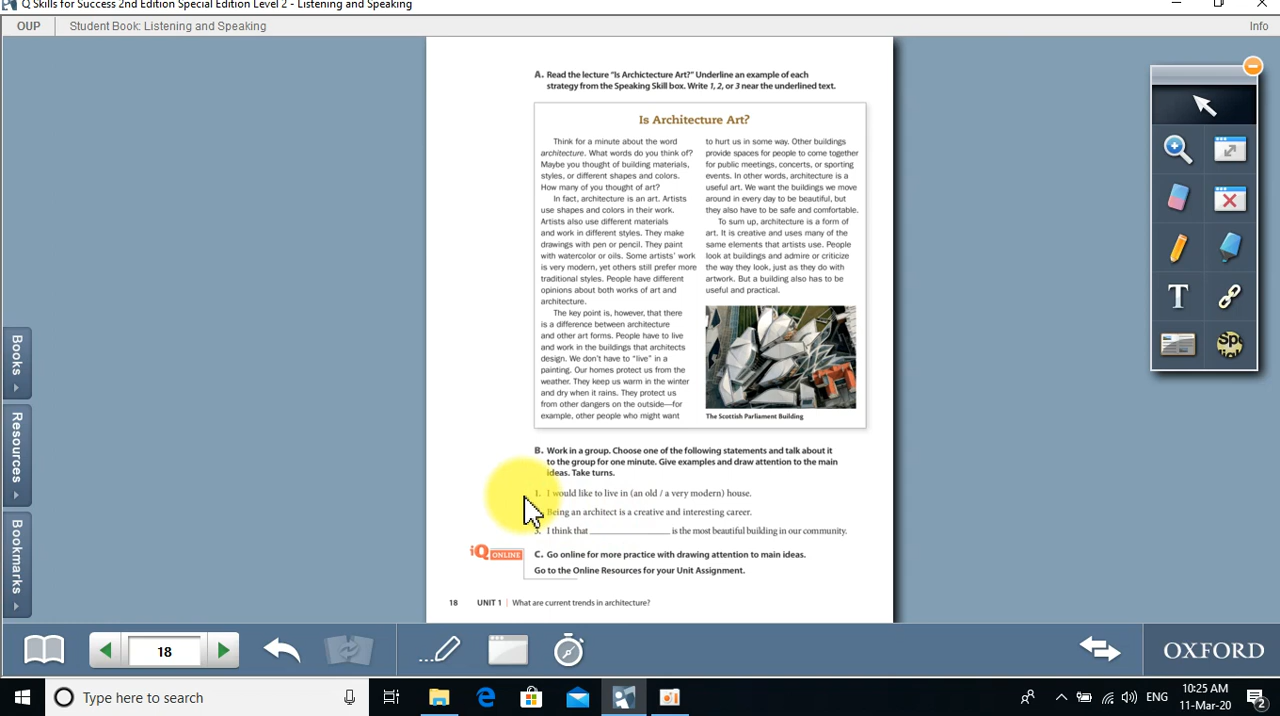 Q Skills for Success 2nd Edition Special Edition Level 2 - Listening and Speaking
OUP
Student Book: Listening and Speaking
Info
A. Read the lecture "Is Archictecture Art?" Underline an example of each
strategy from the Speaking Skill box. Write 1, 2, or 3 near the underlined text.
Is Architecture Art?
Think for a minute about the word
architecture. What words do you think of?
Maybe you thought of building materials,
styles, or different shapes and colors.
How many of you thought of art?
In fact, architecture is an art. Artists
use shapes and colors in their work.
Artists also use different materials
and work in different styles. They make
drawings with pen or pencil. They paint
with watercolor or oils. Some artists' work
is very modern, yet others still prefer more
traditional styles. People have different
opinions about both works of art and
architecture.
The key point is, however, that there
is a difference between architecture
and other art forms. People have to live
and work in the buildings that architects
design. We don't have to "live" in a
painting. Our homes protect us from the
weather. They keep us warm in the winter
and dry when it rains. They protect us
from other dangers on the outside—for
example, other people who might want
to hurt us in some way. Other buildings
provide spaces for people to come together
for public meetings, concerts, or sporting
events. In other words, architecture is a
useful art. We want the buildings we move
around in every day to be beautiful, but
they also have to be safe and comfortable.
To sum up, architecture is a form of
art. It is creative and uses many of the
same elements that artists use. People
look at buildings and admire or criticize
the way they look, just as they do with
artwork. But a building also has to be
useful and practical.
The Scottish Parliament Building
B. Work in a group. Choose one of the following statements and talk about it
to the group for one minute. Give examples and draw attention to the main
ideas. Take turns.
1. I would like to live in (an old / a very modern) house.
Being an architect is a creative and interesting career.
3. I think that ______ is the most beautiful building in our community.
iQ ONLINE
C. Go online for more practice with drawing attention to main ideas.
Go to the Online Resources for your Unit Assignment.
18 UNIT 1 | What are current trends in architecture?
Books
Resources
Bookmarks
T
sp
18
OXFORD
Type here to search
ENG
10:25 AM
11-Mar-20
2